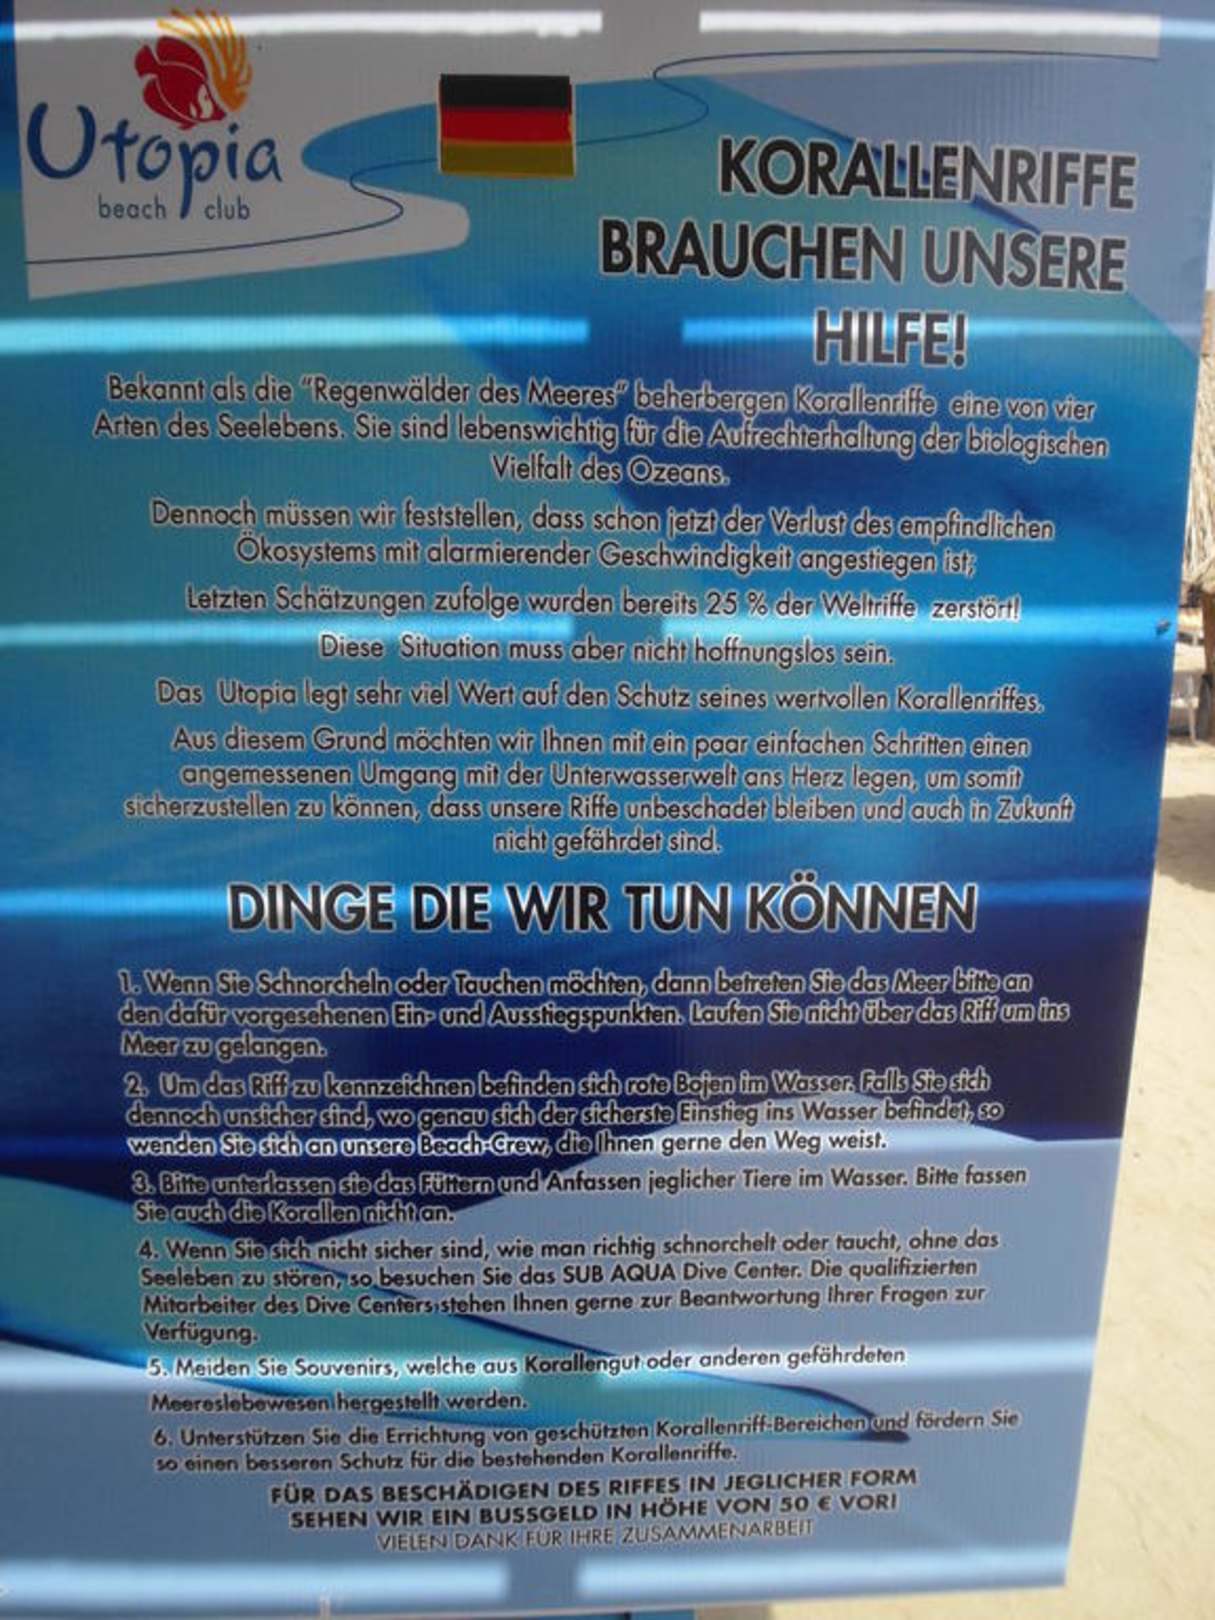 Utopia
beach club
KORALLENRIFFE
BRAUCHEN UNSERE
HILFE!
Bekannt als die "Regenwälder des Meeres" beherbergen Korallenriffe eine von vier
Arten des Seelebens. Sie sind lebenswichtig für die Aufrechterhaltung der biologischen
Vielfalt des Ozeans.
Dennoch müssen wir feststellen, dass schon jetzt der Verlust des empfindlichen
Ökosystems mit alarmierender Geschwindigkeit angestiegen ist;
Letzten Schätzungen zufolge wurden bereits 25 % der Weltriffe zerstört!
Diese Situation muss aber nicht hoffnungslos sein.
Das Utopia legt sehr viel Wert auf den Schutz seines wertvollen Korallenriffes.
Aus diesem Grund möchten wir Ihnen mit ein paar einfachen Schritten einen
angemessenen Umgang mit der Unterwasserwelt ans Herz legen, um somit
sicherzustellen zu können, dass unsere Riffe unbeschadet bleiben und auch in Zukunft
nicht gefährdet sind.
DINGE DIE WIR TUN KÖNNEN
1. Wenn Sie Schnorcheln oder Tauchen möchten, dann betreten Sie das Meer bitte an
den dafür vorgesehenen Ein- und Ausstiegspunkten. Laufen Sie nicht über das Riff um ins
Meer zu gelangen.
2. Um das Riff zu kennzeichnen befinden sich rote Bojen im Wasser. Falls Sie sich
dennoch unsicher sind, wo genau sich der sicherste Einstieg ins Wasser befindet, so
wenden Sie sich an unsere Beach-Crew, die Ihnen gerne den Weg weist.
3. Bitte unterlassen sie das Füttern und Anfassen jeglicher Tiere im Wasser. Bitte fassen
Sie auch die Korallen nicht an.
4. Wenn Sie sich nicht sicher sind, wie man richtig schnorchelt oder taucht, ohne das
Seeleben zu stören, so besuchen Sie das SUB AQUA Dive Center. Die qualifizierten
Mitarbeiter des Dive Centers stehen Ihnen gerne zur Beantwortung Ihrer Fragen zur
Verfügung.
5. Meiden Sie Souvenirs, welche aus Korallengut oder anderen gefährdeten
Meereslebewesen hergestellt werden.
6. Unterstützen Sie die Errichtung von geschützten Korallenriff-Bereichen und fördern Sie
so einen besseren Schutz für die bestehenden Korallenriffe.
FÜR DAS BESCHÄDIGEN DES RIFFES IN JEGLICHER FORM
SEHEN WIR EIN BUSSGELD IN HÖHE VON 50 € VOR!
VIELEN DANK FÜR IHRE ZUSAMMENARBEIT